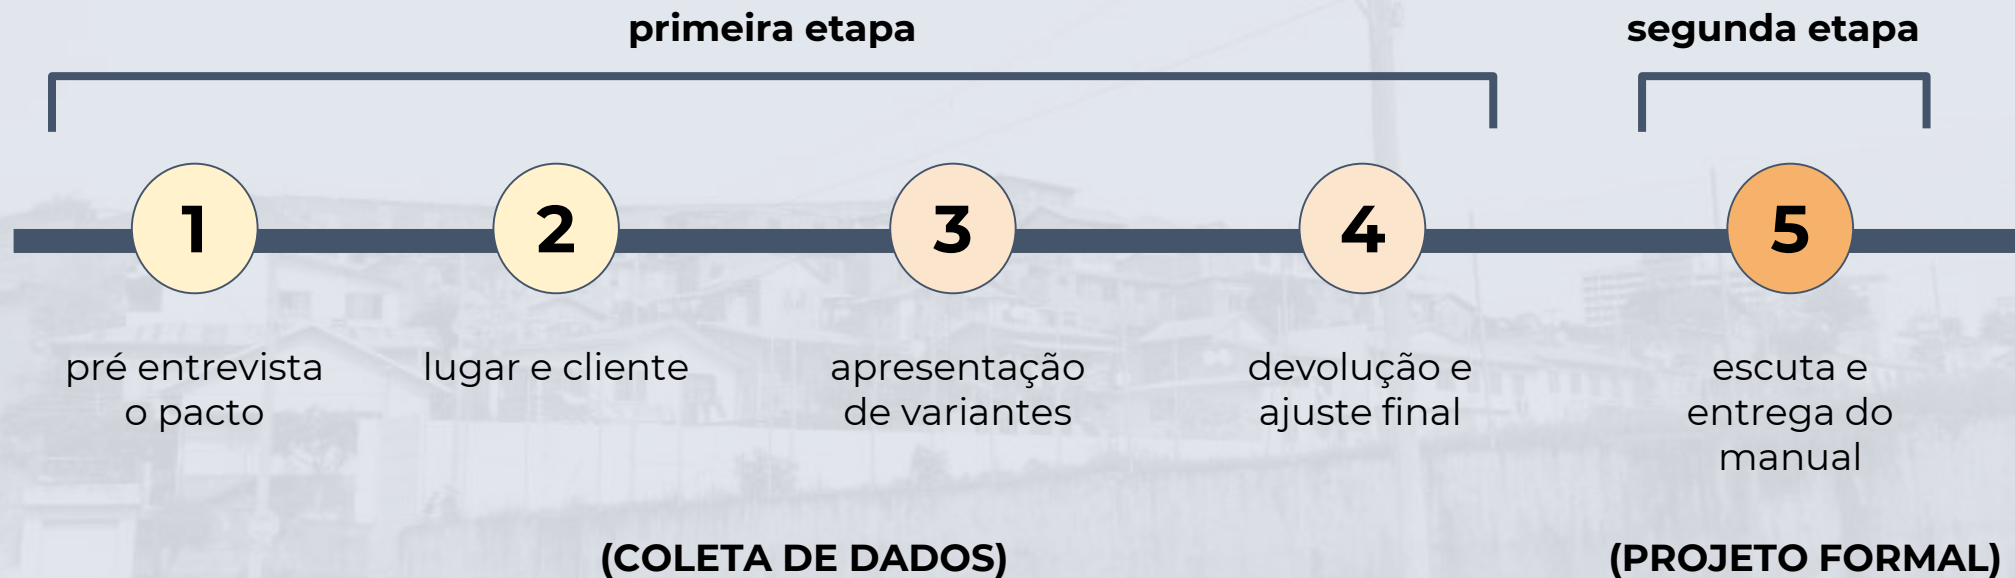 primeira etapa
segunda etapa
1
2
3
4
5
pré entrevista
o pacto
lugar e cliente
apresentação
de variantes
devolução e
ajuste final
escuta e
entrega do
manual
(COLETA DE DADOS)
(PROJETO FORMAL)